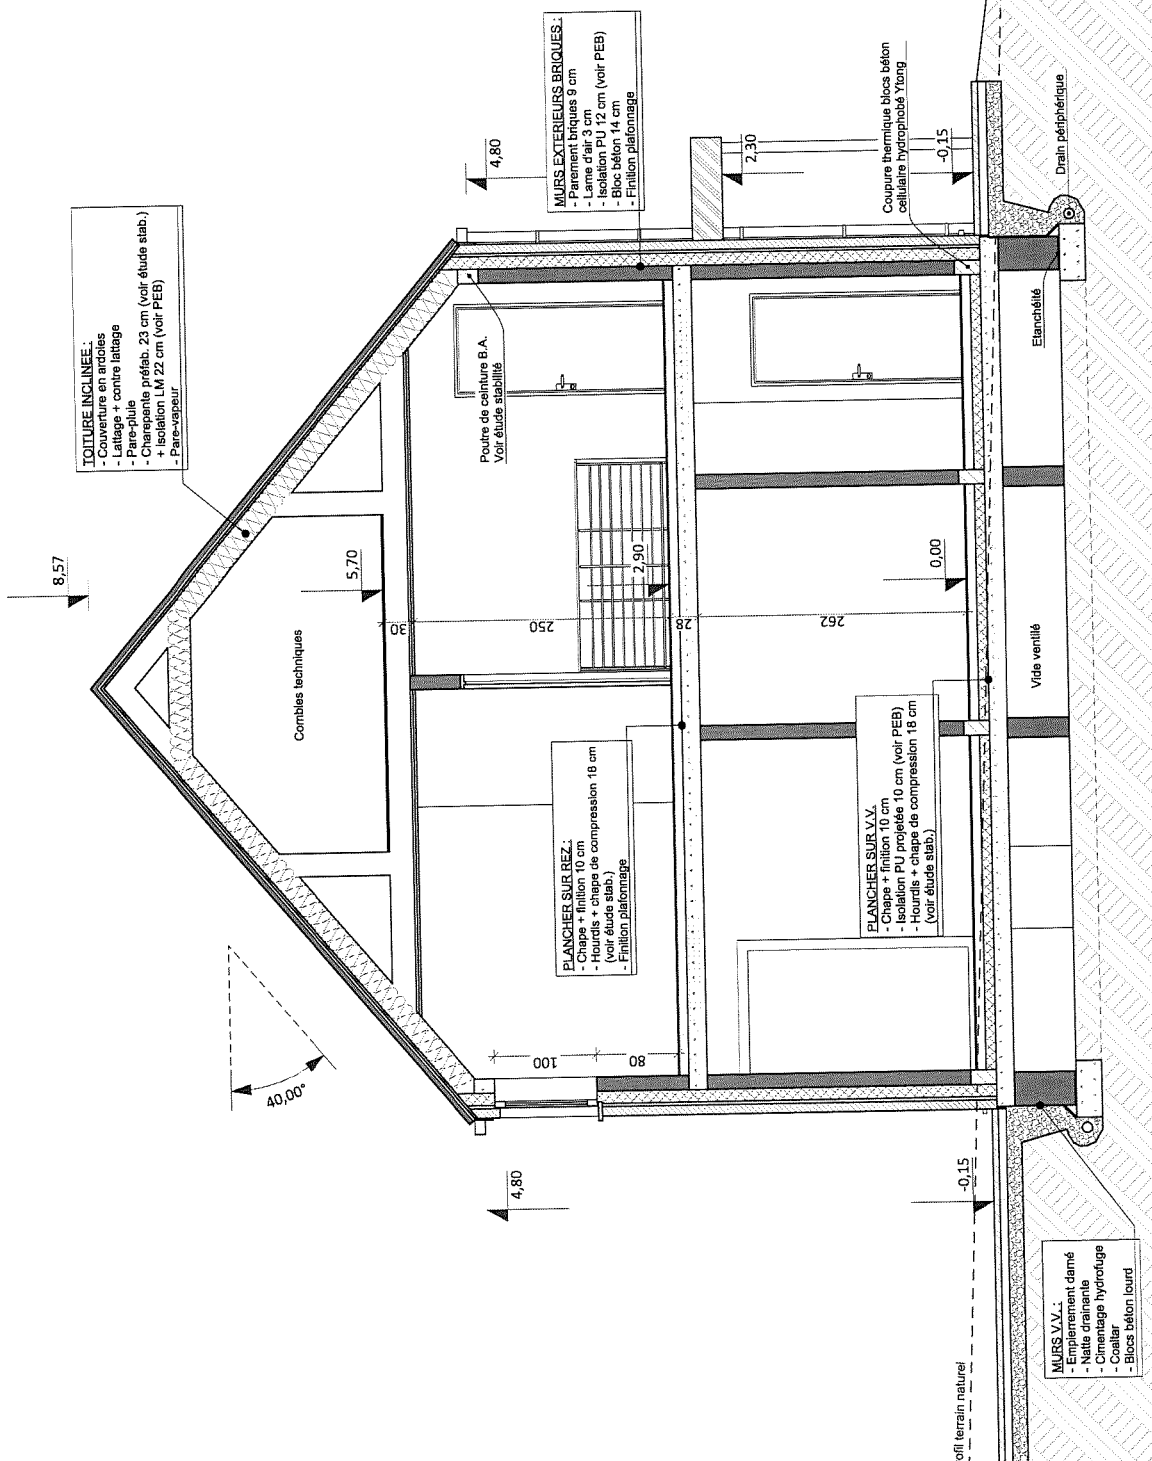 TOITURE INCLINEE :
- Couverture en ardoies
- Lattage + contre lattage
- Pare-pluie
- Charepente préfab. 23 cm (voir étude stab.)
+ Isolation LM 22 cm (voir PEB)
- Pare-vapeur
MURS EXTERIEURS BRIQUES :
- Parement briques 9 cm
- Lame d'air 3 cm
- Isolation PU 12 cm (voir PEB)
- Bloc béton 14 cm
- Finition plafonnage
8,57
4,80
5,70
2,30
Coupure thermique blocs béton
cellulaire hydrophobé Ytong
-0,15
Drain périphérique
Poutre de ceinture B.A.
Voir étude stabilité
Etanchéité
Combles techniques
30
250
2,90
28
262
0,00
Vide ventilé
PLANCHER SUR REZ :
- Chape + finition 10 cm
- Hourdis + chape de compression 18 cm
(voir étude stab.)
- Finition plafonnage
PLANCHER SUR V.V. :
- Chape + finition 10 cm
- Isolation PU projetée 10 cm (voir PEB)
- Hourdis + chape de compression 18 cm
(voir étude stab.)
40,00°
100
80
4,80
-0,15
MURS V.V. :
- Empierrement damé
- Natte drainante
- Cimentage hydrofuge
- Coaltar
- Blocs béton lourd
ofil terrain naturel